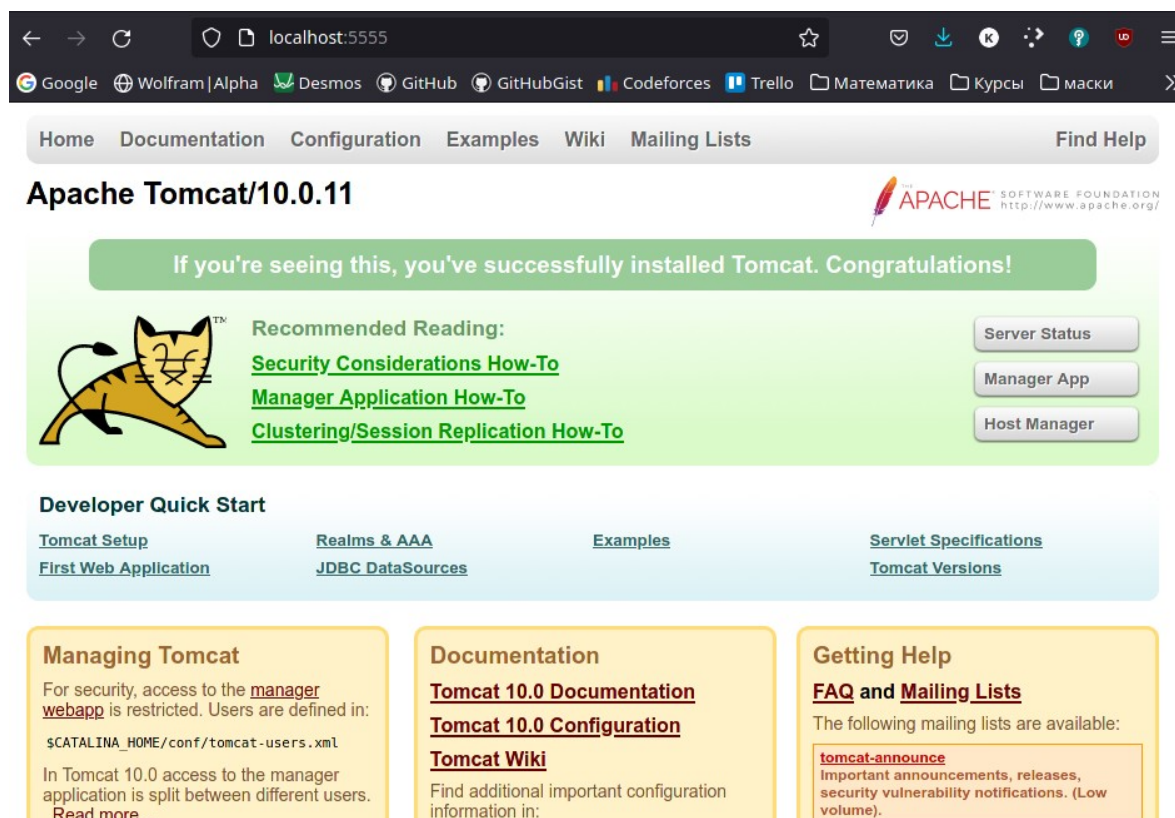 localhost:5555
Google Wolfram|Alpha Desmos GitHub GitHubGist Codeforces Trello Математика Курсы маски
Home Documentation Configuration Examples Wiki Mailing Lists Find Help
Apache Tomcat/10.0.11
THE APACHE SOFTWARE FOUNDATION
http://www.apache.org/
If you're seeing this, you've successfully installed Tomcat. Congratulations!
TM
Recommended Reading:
Security Considerations How-To
Manager Application How-To
Clustering/Session Replication How-To
Server Status
Manager App
Host Manager
Developer Quick Start
Tomcat Setup Realms & AAA Examples Servlet Specifications
First Web Application JDBC DataSources Tomcat Versions
Managing Tomcat
For security, access to the manager
webapp is restricted. Users are defined in:
$CATALINA_HOME/conf/tomcat-users.xml
In Tomcat 10.0 access to the manager
application is split between different users.
Read more
Documentation
Tomcat 10.0 Documentation
Tomcat 10.0 Configuration
Tomcat Wiki
Find additional important configuration
information in:
Getting Help
FAQ and Mailing Lists
The following mailing lists are available:
tomcat-announce
Important announcements, releases,
security vulnerability notifications. (Low
volume).